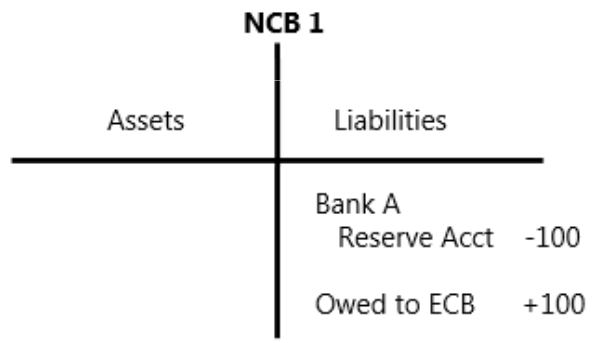 NCB 1
Assets Liabilities
Bank A
Reserve Acct -100
Owed to ECB +100